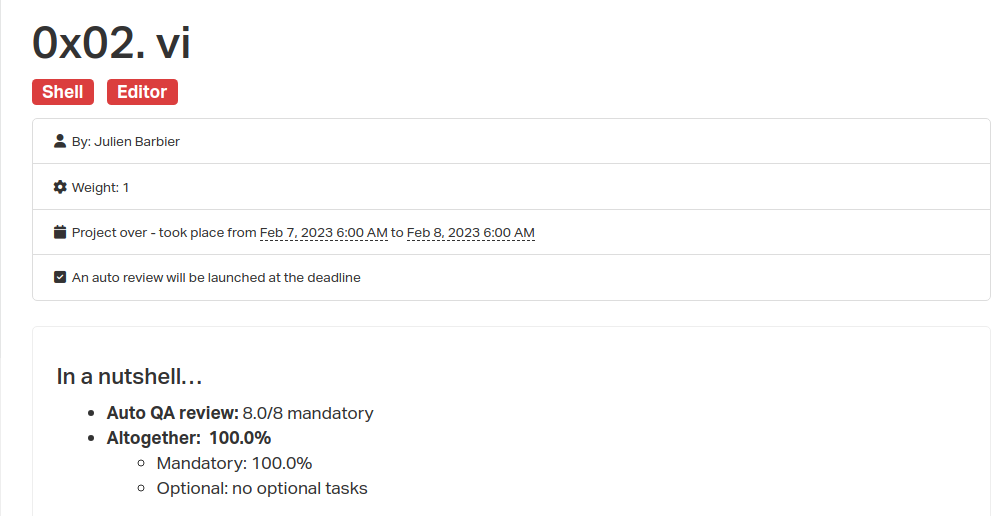 0x02. vi
Shell Editor
By: Julien Barbier
Weight: 1
Project over - took place from Feb 7, 2023 6:00 AM to Feb 8, 2023 6:00 AM
An auto review will be launched at the deadline
In a nutshell…
Auto QA review: 8.0/8 mandatory
Altogether: 100.0%
Mandatory: 100.0%
Optional: no optional tasks